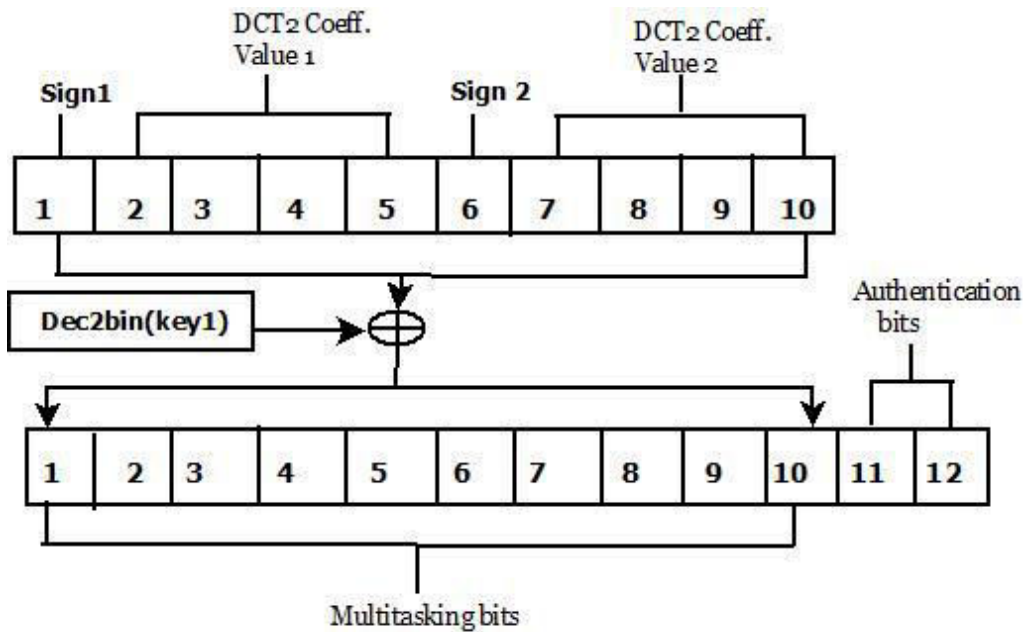 DCT2 Coeff.
Value 1
DCT2 Coeff.
Value 2
Sign1
Sign 2
1 2 3 4 5 6 7 8 9 10
Dec2bin(key1)
Authentication
bits
1 2 3 4 5 6 7 8 9 10 11 12
Multitasking bits